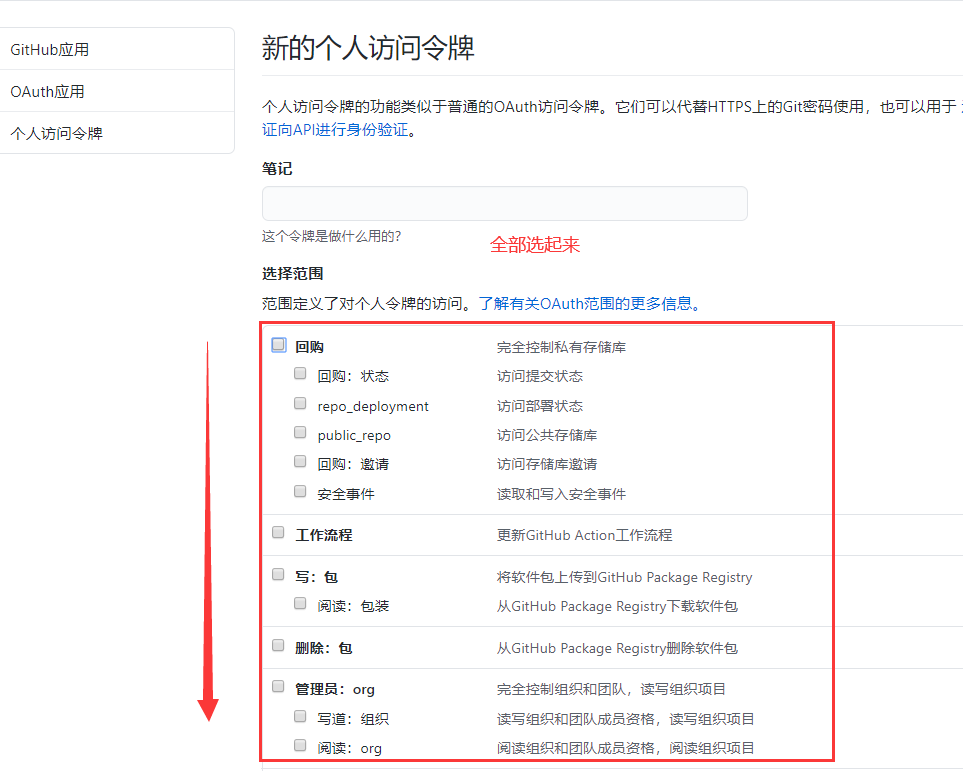 GitHub应用
OAuth应用
个人访问令牌
新的个人访问令牌
个人访问令牌的功能类似于普通的OAuth访问令牌。它们可以代替HTTPS上的Git密码使用，也可以用于
证向API进行身份验证。
笔记
这个令牌是做什么用的？
全部选起来
选择范围
范围定义了对个人令牌的访问。了解有关OAuth范围的更多信息。
回购 完全控制私有存储库
回购：状态 访问提交状态
repo_deployment 访问部署状态
public_repo 访问公共存储库
回购：邀请 访问存储库邀请
安全事件 读取和写入安全事件
工作流程 更新GitHub Action工作流程
写：包 将软件包上传到GitHub Package Registry
阅读：包装 从GitHub Package Registry下载软件包
删除：包 从GitHub Package Registry删除软件包
管理员：org 完全控制组织和团队，读写组织项目
写道：组织 读写组织和团队成员资格，读写组织项目
阅读：org 阅读组织和团队成员资格，阅读组织项目